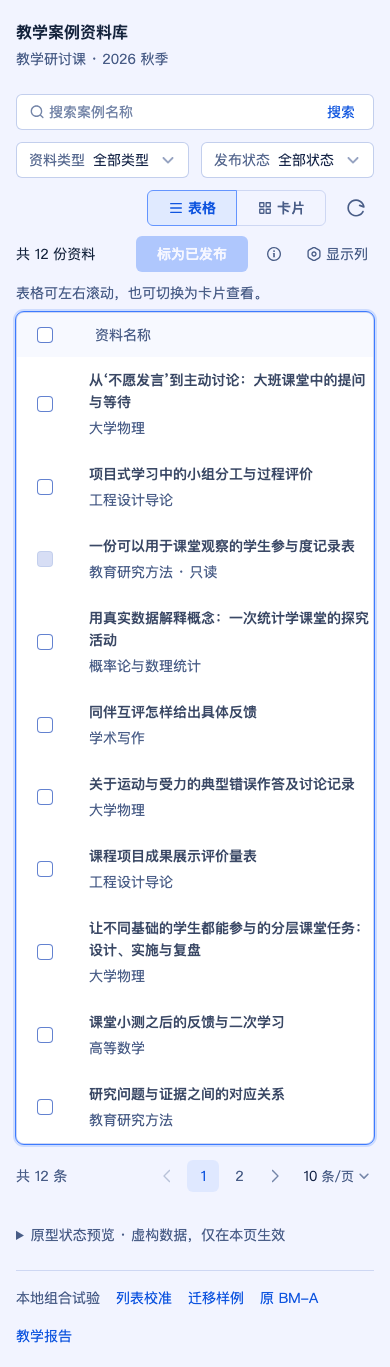 教学案例资料库
教学研讨课 · 2026 秋季
搜索案例名称 搜索
资料类型 全部类型 发布状态 全部状态
表格 卡片
共 12 份资料 标为已发布 显示列
表格可左右滚动，也可切换为卡片查看。
资料名称
从‘不愿发言’到主动讨论：大班课堂中的提问
与等待
大学物理
项目式学习中的小组分工与过程评价
工程设计导论
一份可以用于课堂观察的学生参与度记录表
教育研究方法 · 只读
用真实数据解释概念：一次统计学课堂的探究
活动
概率论与数理统计
同伴互评怎样给出具体反馈
学术写作
关于运动与受力的典型错误作答及讨论记录
大学物理
课程项目成果展示评价量表
工程设计导论
让不同基础的学生都能参与的分层课堂任务：
设计、实施与复盘
大学物理
课堂小测之后的反馈与二次学习
高等数学
研究问题与证据之间的对应关系
教育研究方法
共 12 条 1 2 10 条/页
原型状态预览 · 虚构数据，仅在本页生效
本地组合试验 列表校准 迁移样例 原 BM-A
教学报告